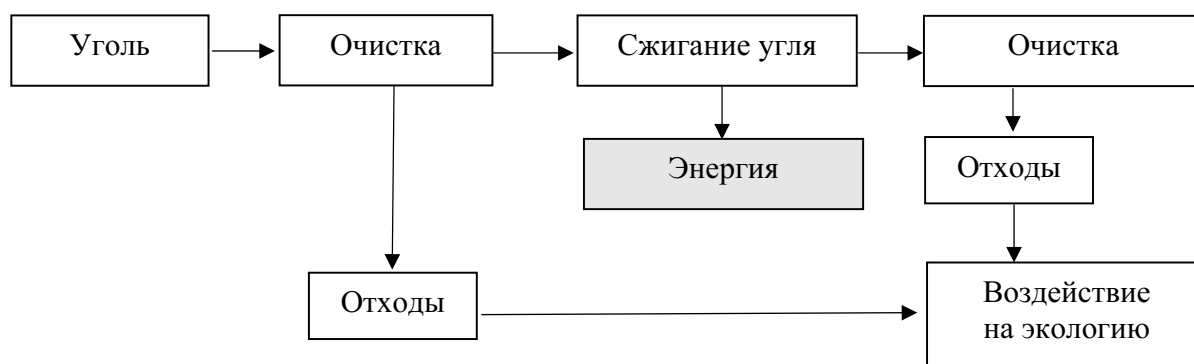 Уголь
Очистка
Сжигание угля
Очистка
Энергия
Отходы
Отходы
Воздействие
на экологию